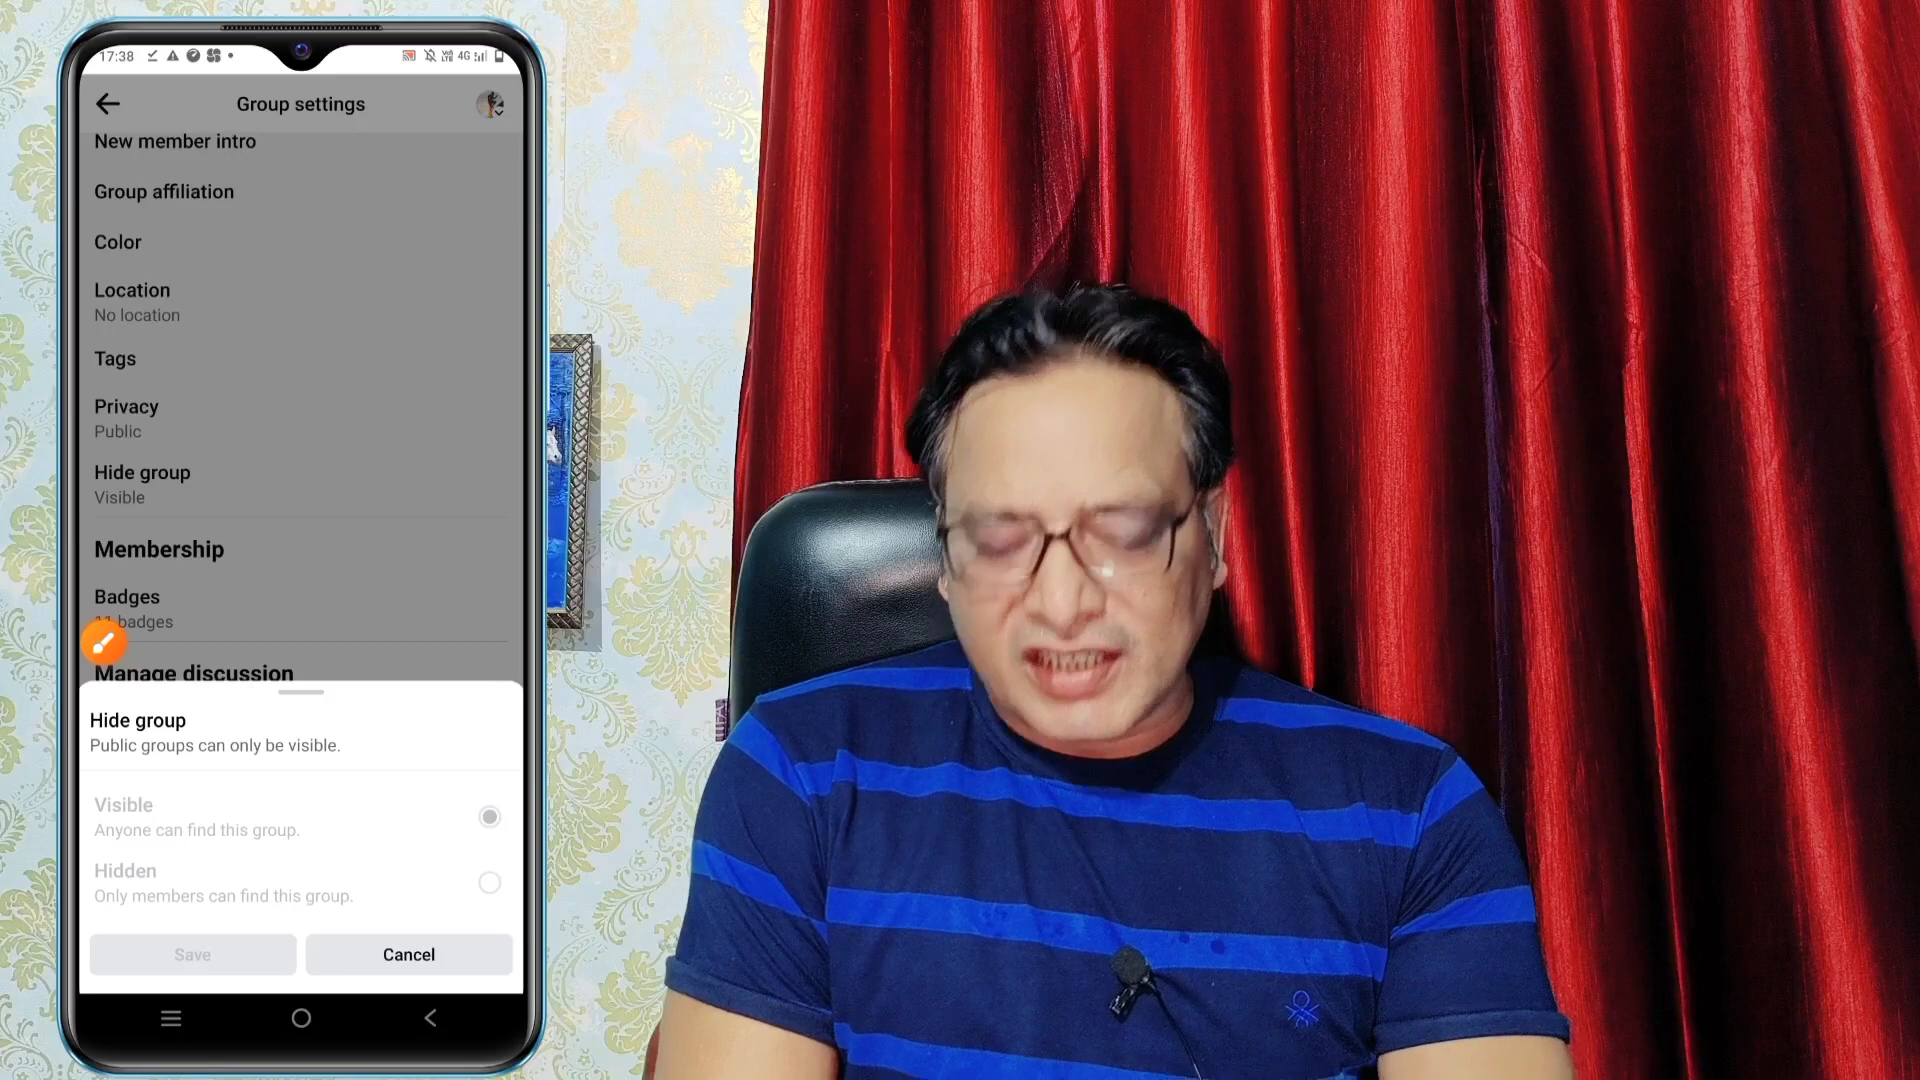 17:38
4G
Group settings
New member intro
Group affiliation
Color
Location
No location
Tags
Privacy
Public
Hide group
Visible
Membership
Badges
11 badges
Manage discussion
Hide group
Public groups can only be visible.
Visible
Anyone can find this group.
Hidden
Only members can find this group.
Save
Cancel